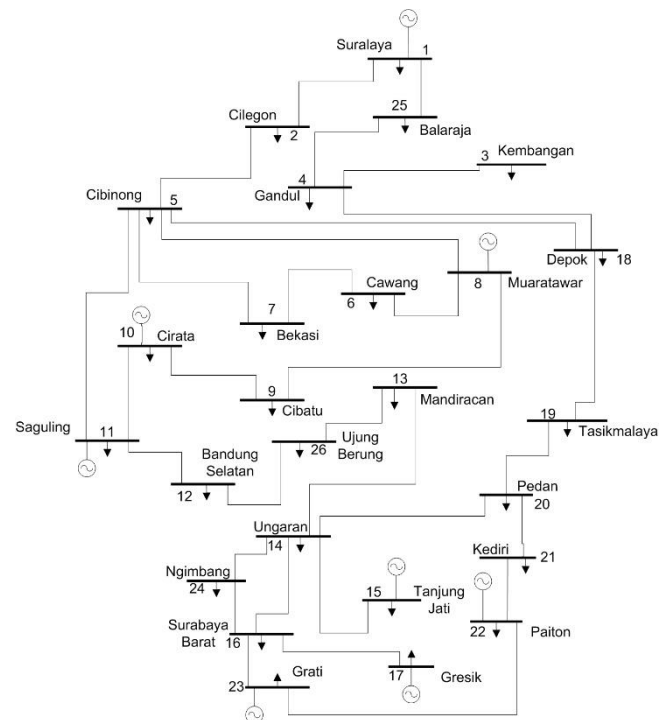 Suralaya 1
25
Cilegon
2
Balaraja
3 Kembangan
4
Gandul
Cibinong 5
Depok 18
Cawang
8 Muaratawar
6
7
Bekasi
10 Cirata
13
Mandiracan
9
Cibatu
19
Tasikmalaya
Saguling 11
Ujung
Berung
26
Bandung
Selatan
12
Pedan
20
Ungaran
14
Kediri 21
Ngimbang
24
15 Tanjung
Jati
Surabaya
Barat 16
22 Paiton
Grati
17 Gresik
23